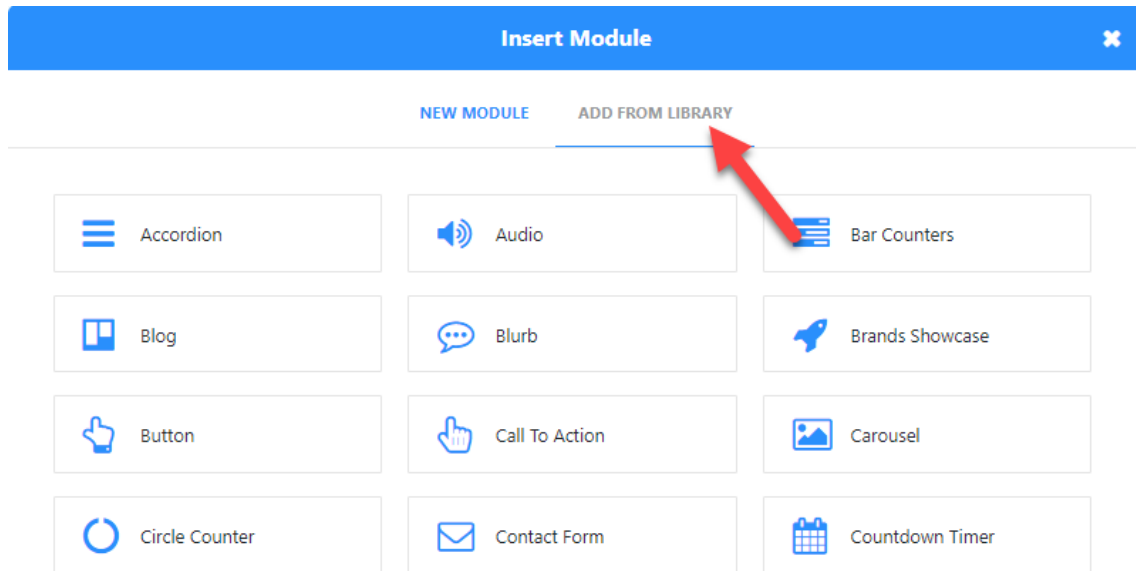 Insert Module
NEW MODULE ADD FROM LIBRARY
Accordion Audio Bar Counters
Blog Blurb Brands Showcase
Button Call To Action Carousel
Circle Counter Contact Form Countdown Timer